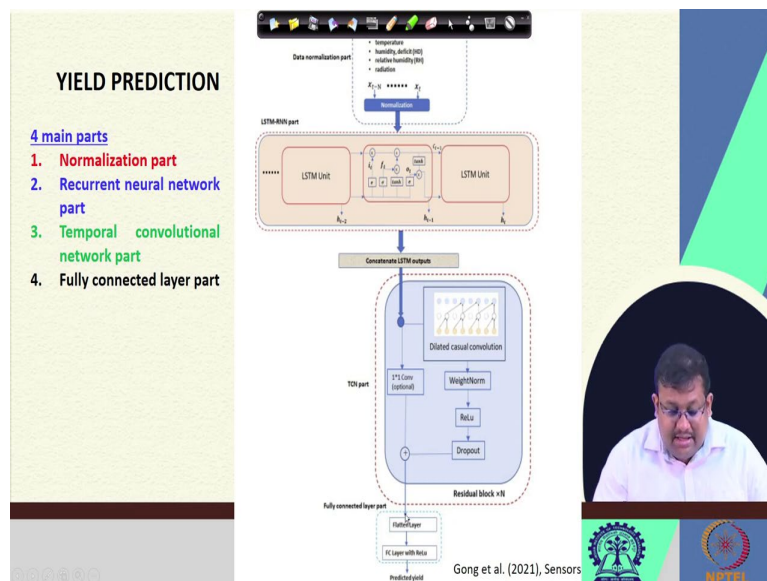 YIELD PREDICTION
4 main parts
1. Normalization part
2. Recurrent neural network
part
3. Temporal convolutional
network part
4. Fully connected layer part
• temperature
• humidity, deficit (HD)
• relative humidity (RH)
• radiation
Data normalization part
Normalization
LSTM-RNN part
LSTM Unit
tanh
LSTM Unit
Concatenate LSTM outputs
Dilated casual convolution
1*1 Conv
(optional)
WeightNorm
TCN part
ReLu
Dropout
Residual block ×N
Fully connected layer part
FlattenLayer
FC Layer with ReLu
Predicted yield
Gong et al. (2021), Sensors
NPTEL